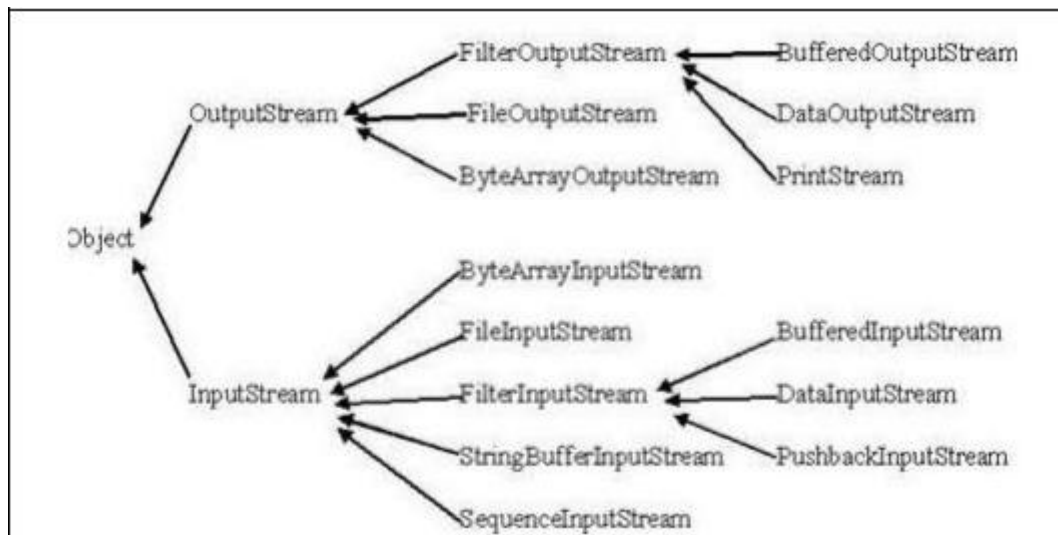 FilterOutputStream BufferedOutputStream
OutputStream FileOutputStream DataOutputStream
ByteArrayOutputStream PrintStream
Object
ByteArrayInputStream
FileInputStream BufferedInputStream
InputStream FilterInputStream DataInputStream
StringBufferInputStream PushbackInputStream
SequenceInputStream